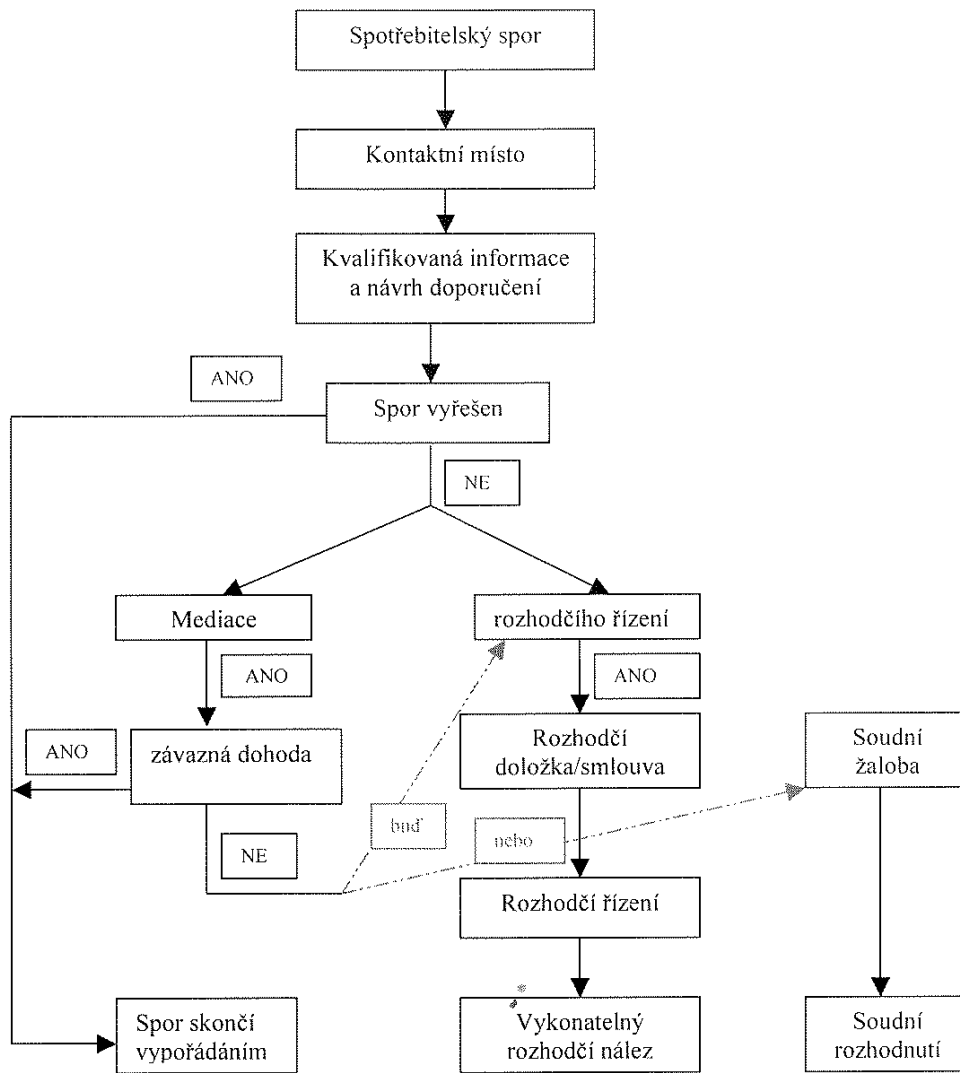 Spotřebitelský spor
Kontaktní místo
Kvalifikovaná informace
a návrh doporučení
ANO
Spor vyřešen
NE
Mediace
rozhodčího řízení
ANO
ANO
ANO
závazná dohoda
Rozhodčí
doložka/smlouva
Soudní
žaloba
buď
nebo
NE
Rozhodčí řízení
Spor skončí
vypořádáním
Vykonatelný
rozhodčí nález
Soudní
rozhodnutí